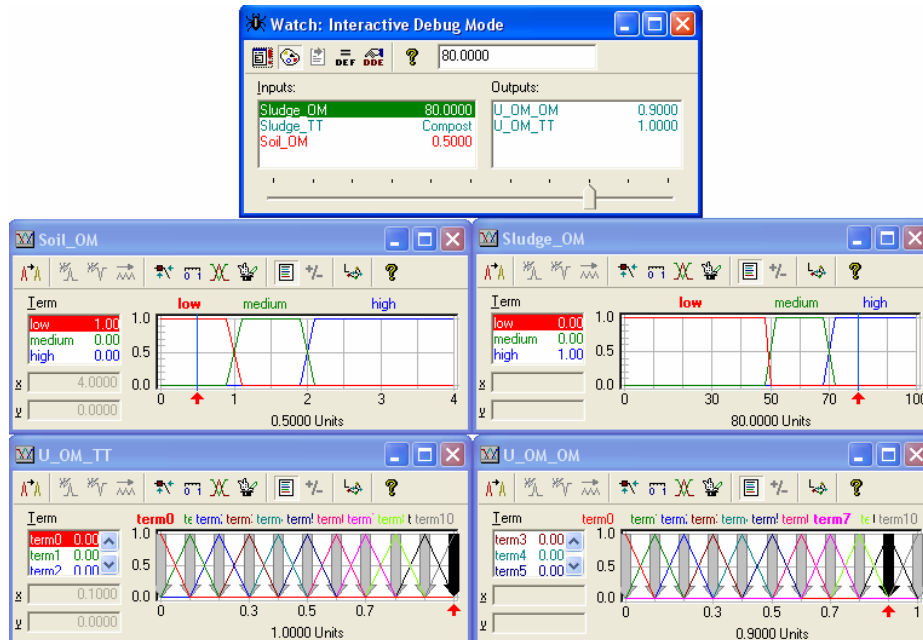 Watch: Interactive Debug Mode
DEF DDE ? 80.0000
Inputs: Outputs:
Sludge_OM 80.0000 U_OM_OM 0.9000
Sludge_TT Compost U_OM_TT 1.0000
Soil_OM 0.5000
Soil_OM
Term low medium high
low 1.00
medium 0.00
high 0.00
1.0
0.5
0.0
x 4.0000
y 0.0000
0 1 2 3 4
0.5000 Units
Sludge_OM
Term low medium high
low 0.00
medium 0.00
high 1.00
1.0
0.5
0.0
x
y
0 30 50 70 100
80.0000 Units
U_OM_TT
Term term0 term10
term0 0.00
term1 0.00
term2 0.00
1.0
0.5
0.0
x 0.1000
y 0.0000
0 0.3 0.5 0.7
1.0000 Units
U_OM_OM
Term term0 term7 term10
term3 0.00
term4 0.00
term5 0.00
1.0
0.5
0.0
x
y
0 0.3 0.5 0.7 1
0.9000 Units